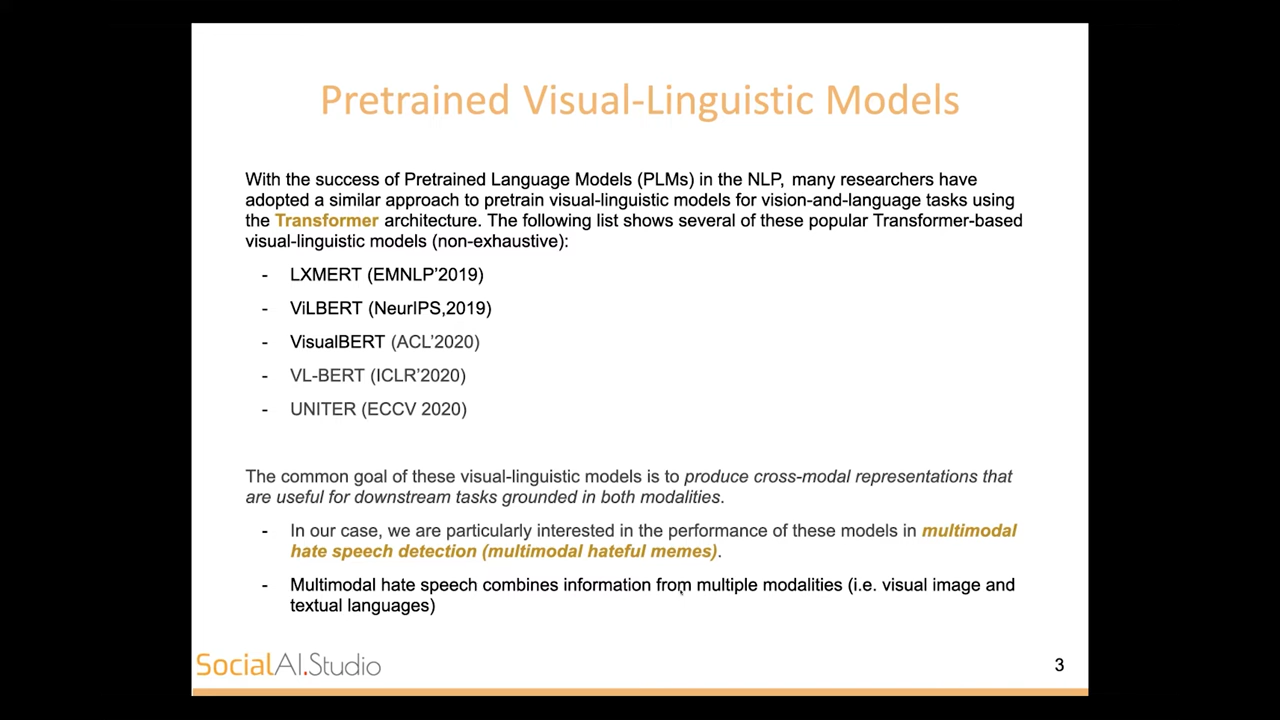 Pretrained Visual-Linguistic Models
With the success of Pretrained Language Models (PLMs) in the NLP, many researchers have
adopted a similar approach to pretrain visual-linguistic models for vision-and-language tasks using
the Transformer architecture. The following list shows several of these popular Transformer-based
visual-linguistic models (non-exhaustive):
- LXMERT (EMNLP’2019)
- ViLBERT (NeurIPS,2019)
- VisualBERT (ACL’2020)
- VL-BERT (ICLR’2020)
- UNITER (ECCV 2020)
The common goal of these visual-linguistic models is to produce cross-modal representations that
are useful for downstream tasks grounded in both modalities.
- In our case, we are particularly interested in the performance of these models in multimodal
hate speech detection (multimodal hateful memes).
- Multimodal hate speech combines information from multiple modalities (i.e. visual image and
textual languages)
SocialAI.Studio
3